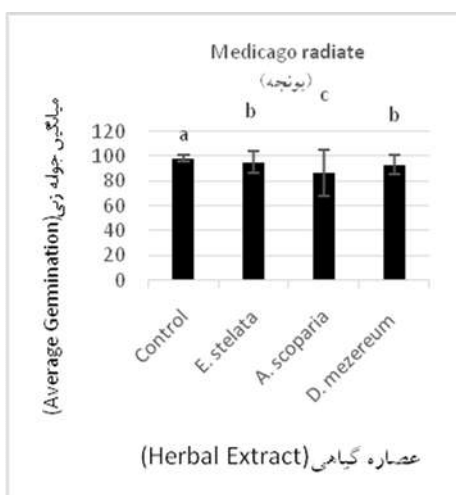 Medicago radiate
(یونجه)
a b c b
120
100
80
60
40
20
0
میانگین جوانه زنی(Average Germination)
Control
E. stelata
A. scoparia
D. mezereum
عصاره گیاهی(Herbal Extract)